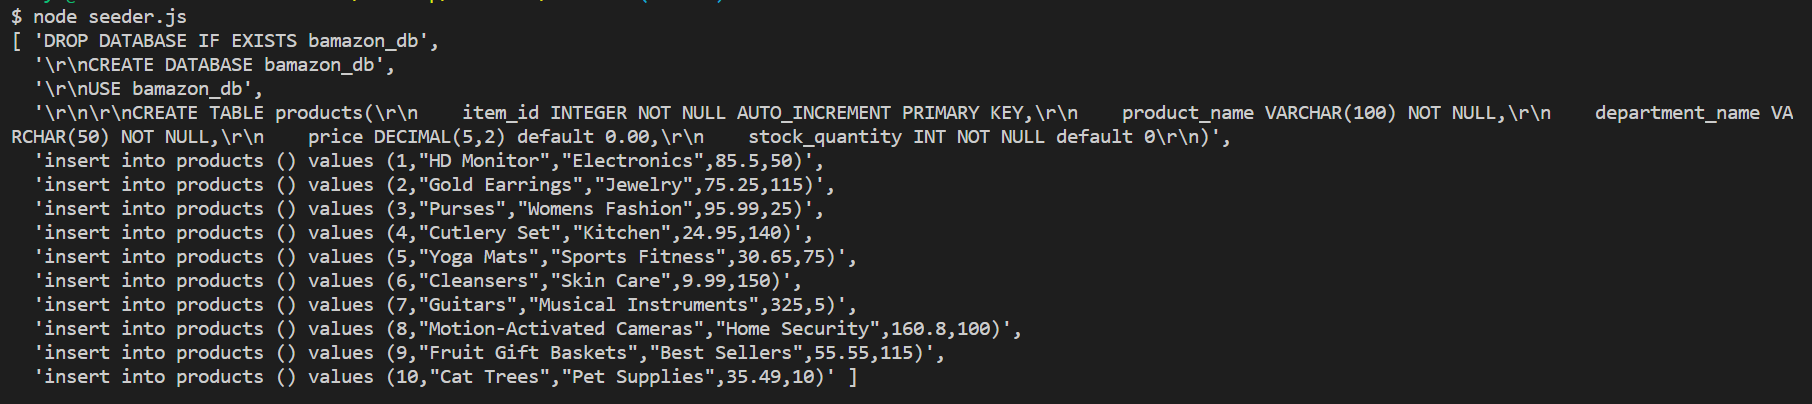 $ node seeder.js
[ 'DROP DATABASE IF EXISTS bamazon_db',
  '\r\nCREATE DATABASE bamazon_db',
  '\r\nUSE bamazon_db',
  '\r\n\r\nCREATE TABLE products(\r\n    item_id INTEGER NOT NULL AUTO_INCREMENT PRIMARY KEY,\r\n    product_name VARCHAR(100) NOT NULL,\r\n    department_name VA
RCHAR(50) NOT NULL,\r\n    price DECIMAL(5,2) default 0.00,\r\n    stock_quantity INT NOT NULL default 0\r\n)',
  'insert into products () values (1,"HD Monitor","Electronics",85.5,50)',
  'insert into products () values (2,"Gold Earrings","Jewelry",75.25,115)',
  'insert into products () values (3,"Purses","Womens Fashion",95.99,25)',
  'insert into products () values (4,"Cutlery Set","Kitchen",24.95,140)',
  'insert into products () values (5,"Yoga Mats","Sports Fitness",30.65,75)',
  'insert into products () values (6,"Cleansers","Skin Care",9.99,150)',
  'insert into products () values (7,"Guitars","Musical Instruments",325,5)',
  'insert into products () values (8,"Motion-Activated Cameras","Home Security",160.8,100)',
  'insert into products () values (9,"Fruit Gift Baskets","Best Sellers",55.55,115)',
  'insert into products () values (10,"Cat Trees","Pet Supplies",35.49,10)' ]